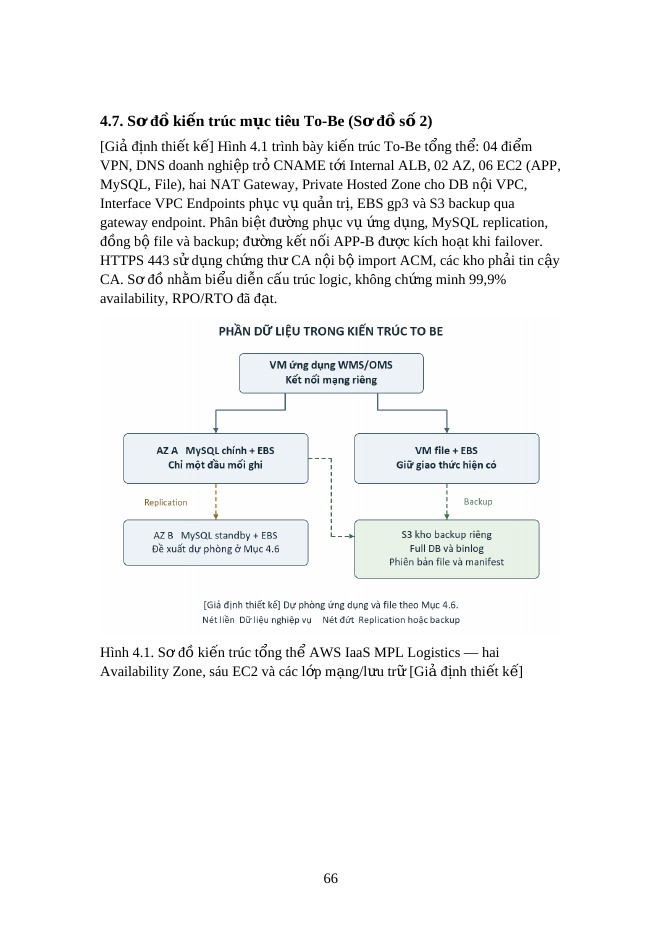 4.7. Sơ đồ kiến trúc mục tiêu To-Be (Sơ đồ số 2)
[Giả định thiết kế] Hình 4.1 trình bày kiến trúc To-Be tổng thể: 04 điểm
VPN, DNS doanh nghiệp trỏ CNAME tới Internal ALB, 02 AZ, 06 EC2 (APP,
MySQL, File), hai NAT Gateway, Private Hosted Zone cho DB nội VPC,
Interface VPC Endpoints phục vụ quản trị, EBS gp3 và S3 backup qua
gateway endpoint. Phân biệt đường phục vụ ứng dụng, MySQL replication,
đồng bộ file và backup; đường kết nối APP-B được kích hoạt khi failover.
HTTPS 443 sử dụng chứng thư CA nội bộ import ACM, các kho phải tin cậy
CA. Sơ đồ nhằm biểu diễn cấu trúc logic, không chứng minh 99,9%
availability, RPO/RTO đã đạt.
PHẦN DỮ LIỆU TRONG KIẾN TRÚC TO BE
VM ứng dụng WMS/OMS
Kết nối mạng riêng
AZ A MySQL chính + EBS
Chỉ một đầu mối ghi
VM file + EBS
Giữ giao thức hiện có
Replication
Backup
AZ B MySQL standby + EBS
Đề xuất dự phòng ở Mục 4.6
S3 kho backup riêng
Full DB và binlog
Phiên bản file và manifest
[Giả định thiết kế] Dự phòng ứng dụng và file theo Mục 4.6.
Nét liền Dữ liệu nghiệp vụ Nét đứt Replication hoặc backup
Hình 4.1. Sơ đồ kiến trúc tổng thể AWS IaaS MPL Logistics — hai
Availability Zone, sáu EC2 và các lớp mạng/lưu trữ [Giả định thiết kế]
66